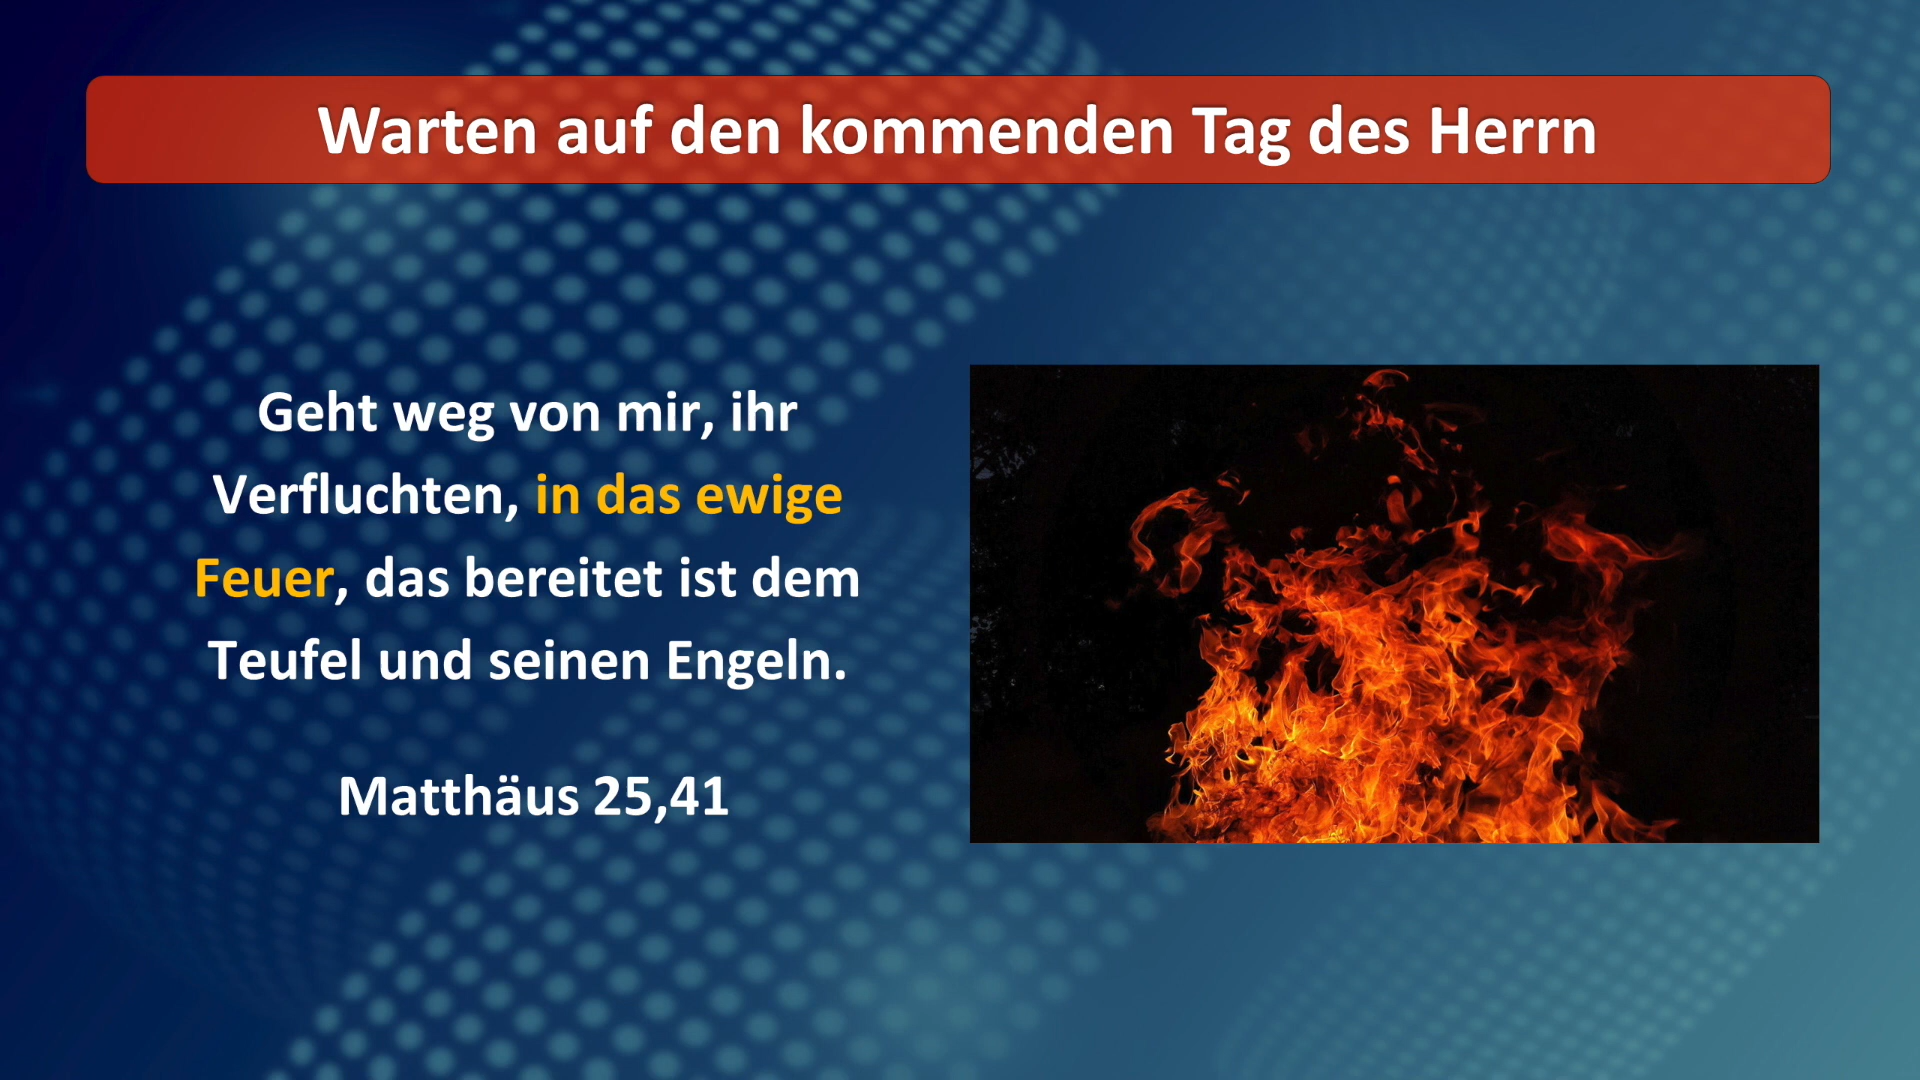 Warten auf den kommenden Tag des Herrn
Geht weg von mir, ihr
Verfluchten, in das ewige
Feuer, das bereitet ist dem
Teufel und seinen Engeln.
Matthäus 25,41